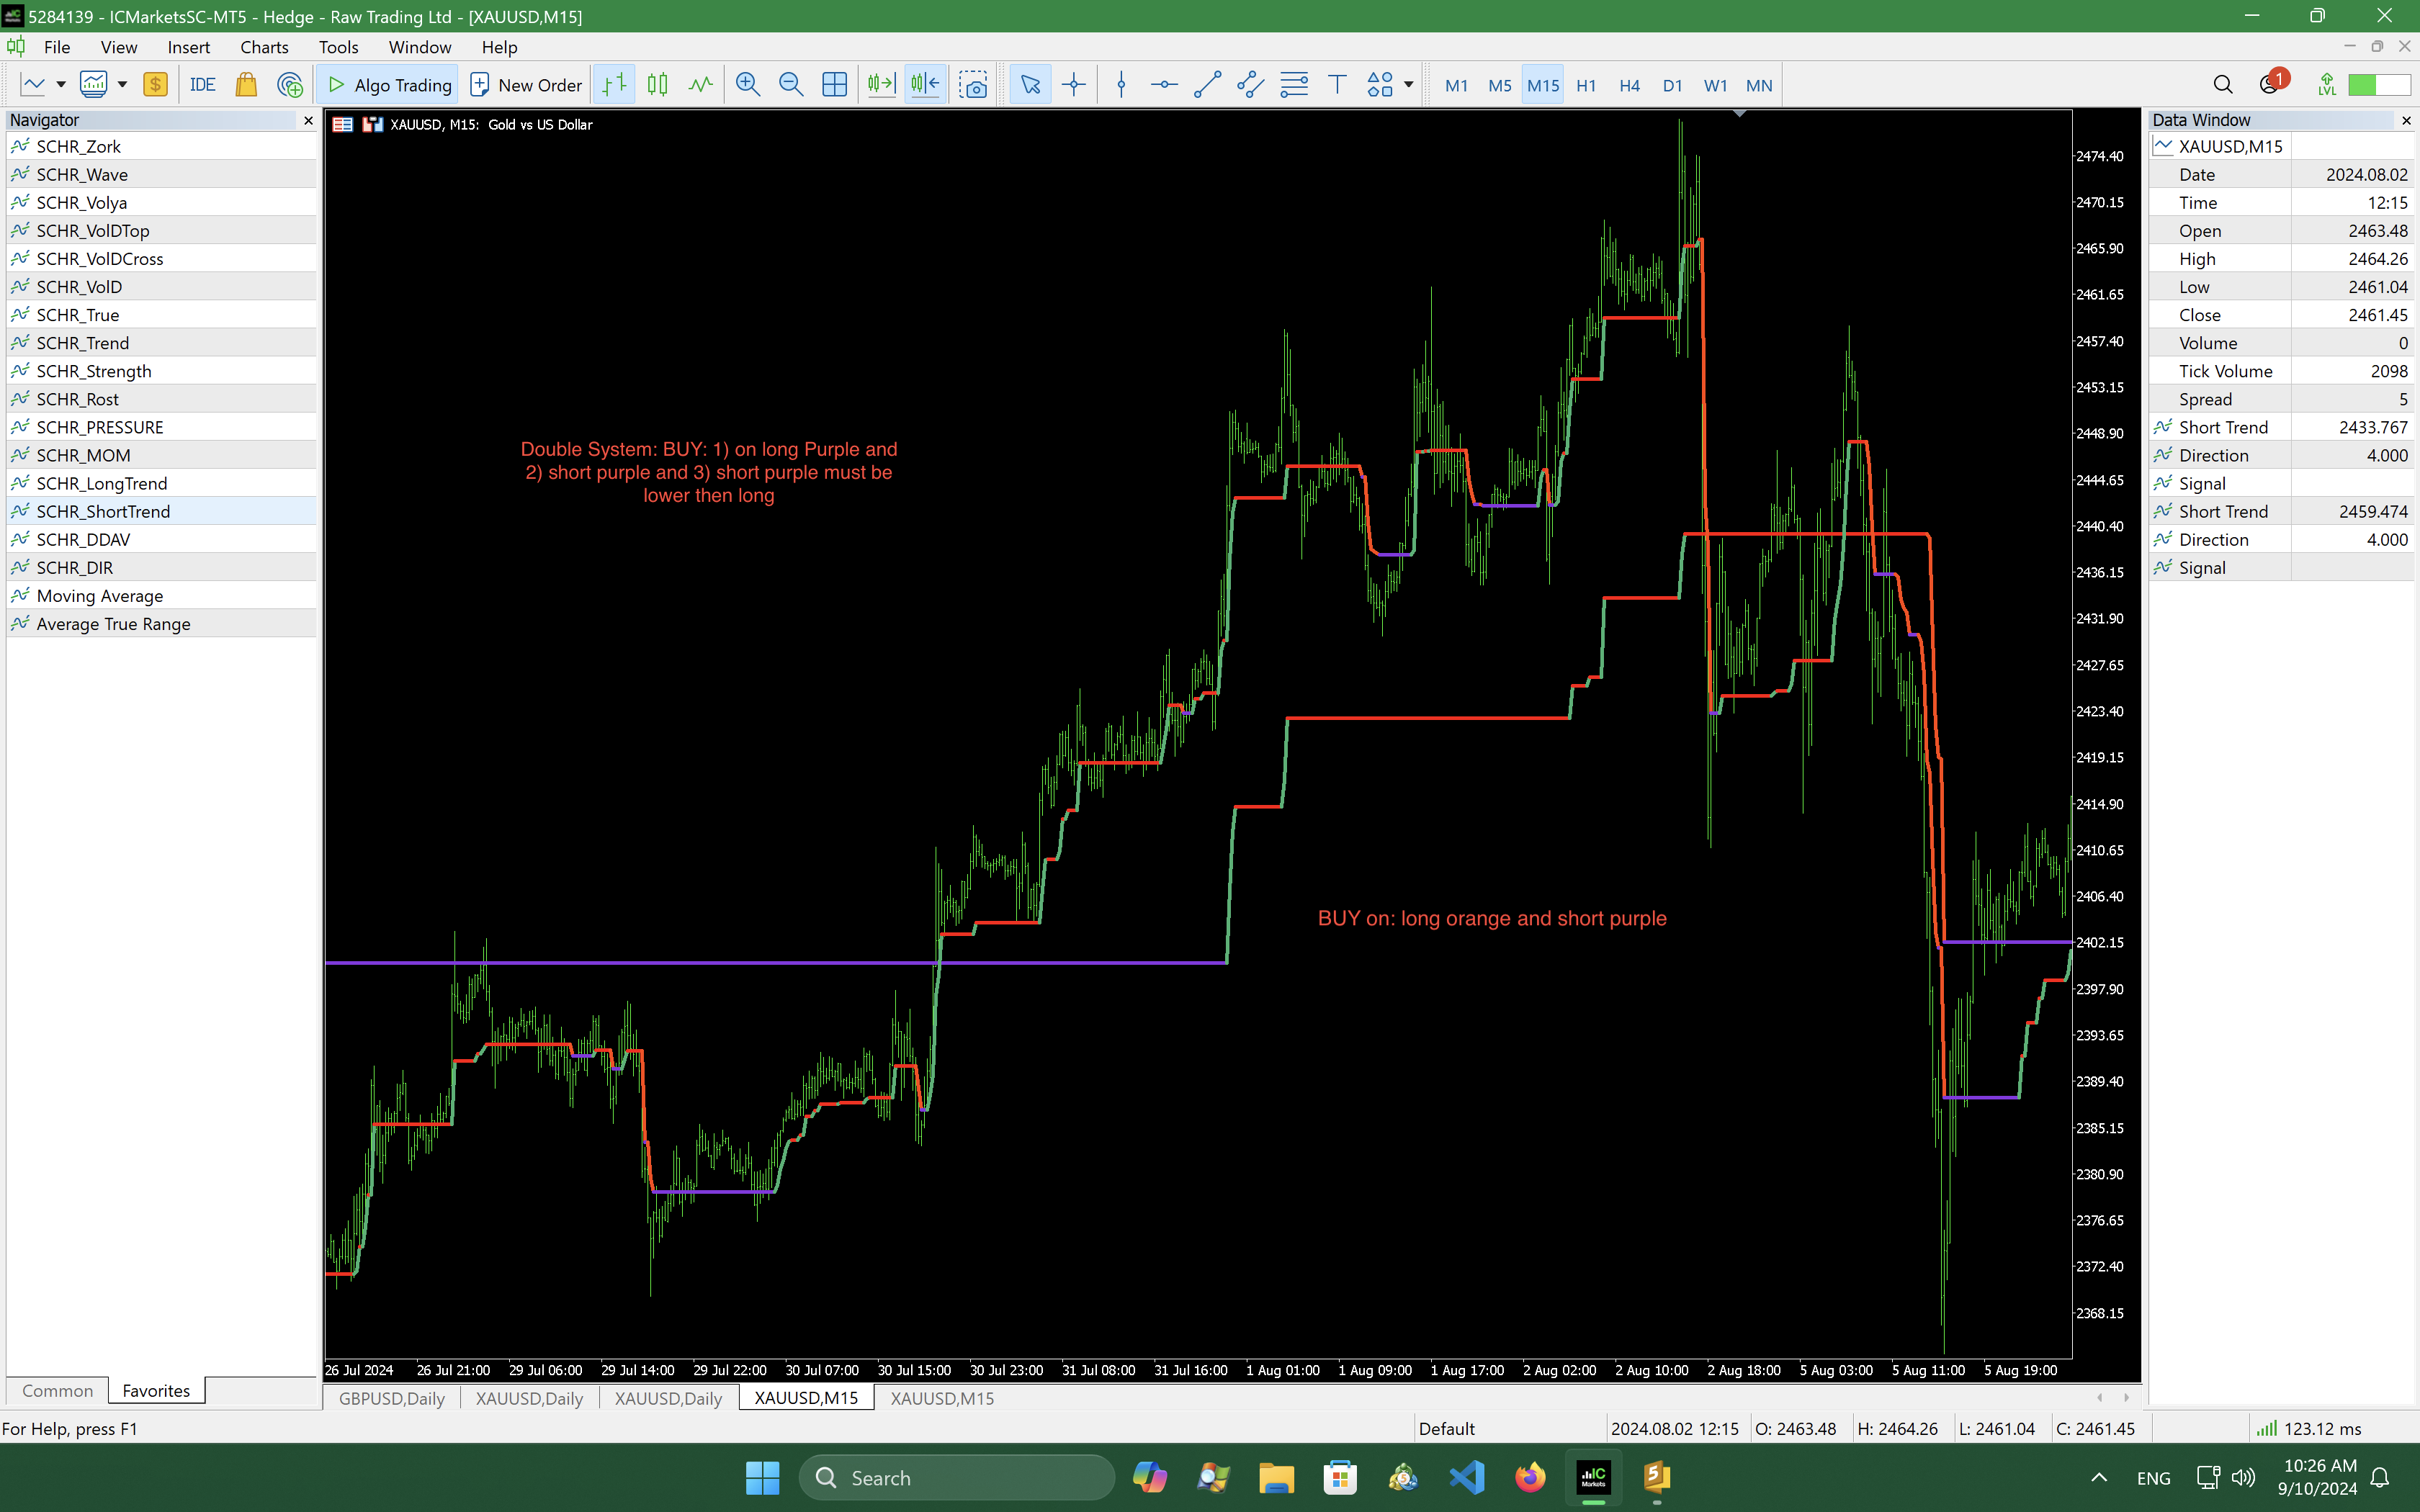 5284139 - ICMarketsSC-MT5 - Hedge - Raw Trading Ltd - [XAUUSD,M15]
File View Insert Charts Tools Window Help
IDE Algo Trading New Order M1 M5 M15 H1 H4 D1 W1 MN 1 LVL
Navigator
SCHR_Zork
SCHR_Wave
SCHR_Volya
SCHR_VolDTop
SCHR_VolDCross
SCHR_VolD
SCHR_True
SCHR_Trend
SCHR_Strength
SCHR_Rost
SCHR_PRESSURE
SCHR_MOM
SCHR_LongTrend
SCHR_ShortTrend
SCHR_DDAV
SCHR_DIR
Moving Average
Average True Range
Common Favorites
XAUUSD, M15: Gold vs US Dollar
Double System: BUY: 1) on long Purple and
2) short purple and 3) short purple must be
lower then long
BUY on: long orange and short purple
2474.40
2470.15
2465.90
2461.65
2457.40
2453.15
2448.90
2444.65
2440.40
2436.15
2431.90
2427.65
2423.40
2419.15
2414.90
2410.65
2406.40
2402.15
2397.90
2393.65
2389.40
2385.15
2380.90
2376.65
2372.40
2368.15
26 Jul 2024 26 Jul 21:00 29 Jul 06:00 29 Jul 14:00 29 Jul 22:00 30 Jul 07:00 30 Jul 15:00 30 Jul 23:00 31 Jul 08:00 31 Jul 16:00 1 Aug 01:00 1 Aug 09:00 1 Aug 17:00 2 Aug 02:00 2 Aug 10:00 2 Aug 18:00 5 Aug 03:00 5 Aug 11:00 5 Aug 19:00
GBPUSD,Daily XAUUSD,Daily XAUUSD,Daily XAUUSD,M15 XAUUSD,M15
Data Window
XAUUSD,M15
Date 2024.08.02
Time 12:15
Open 2463.48
High 2464.26
Low 2461.04
Close 2461.45
Volume 0
Tick Volume 2098
Spread 5
Short Trend 2433.767
Direction 4.000
Signal
Short Trend 2459.474
Direction 4.000
Signal
For Help, press F1 Default 2024.08.02 12:15 O: 2463.48 H: 2464.26 L: 2461.04 C: 2461.45 123.12 ms
Search ENG 10:26 AM
9/10/2024